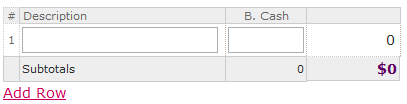 # Description B. Cash
1 0
Subtotals 0 $0
Add Row